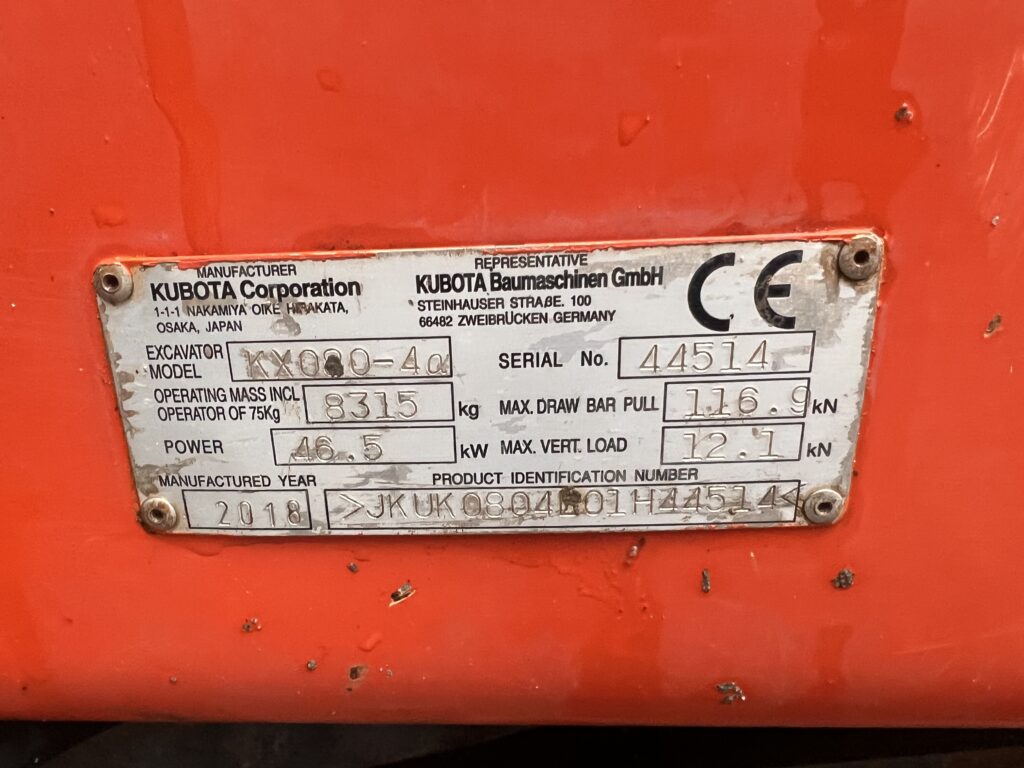 MANUFACTURER
KUBOTA Corporation
1-1-1 NAKAMIYA OIKE HIRAKATA,
OSAKA, JAPAN
REPRESENTATIVE
KUBOTA Baumaschinen GmbH
STEINHAUSER STRAßE. 100
66482 ZWEIBRÜCKEN GERMANY
CE
EXCAVATOR MODEL KX080-4α
SERIAL No. 44514
OPERATING MASS INCL OPERATOR OF 75Kg 8315 kg
MAX. DRAW BAR PULL 116.9 kN
POWER 46.5 kW
MAX. VERT. LOAD 12.1 kN
MANUFACTURED YEAR
2018
PRODUCT IDENTIFICATION NUMBER